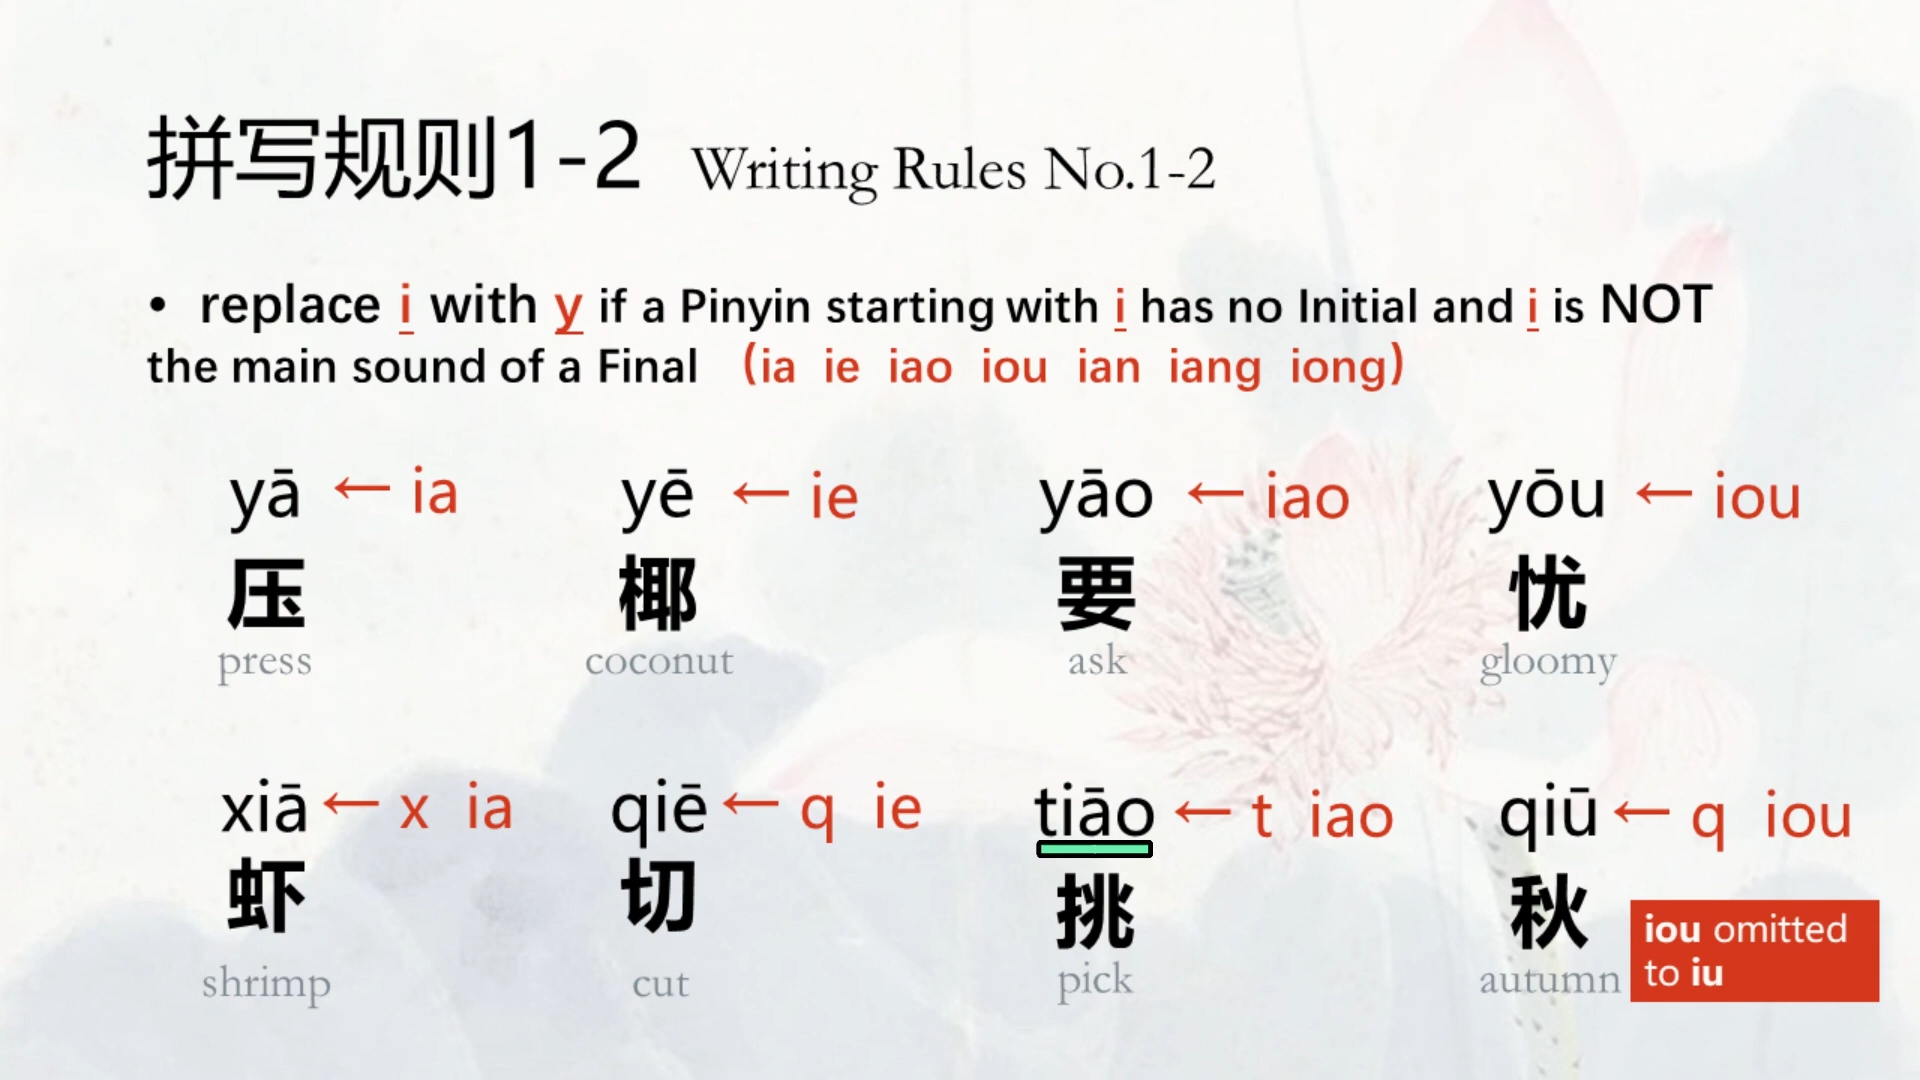 拼写规则1-2 Writing Rules No.1-2
• replace i with y if a Pinyin starting with i has no Initial and i is NOT
the main sound of a Final （ia ie iao iou ian iang iong）
yā ← ia yē ← ie yāo ← iao yōu ← iou
压 椰 要 忧
press coconut ask gloomy
xiā ← x ia qiē ← q ie tiāo ← t iao qiū ← q iou
虾 切 挑 秋
shrimp cut pick autumn
iou omitted
to iu